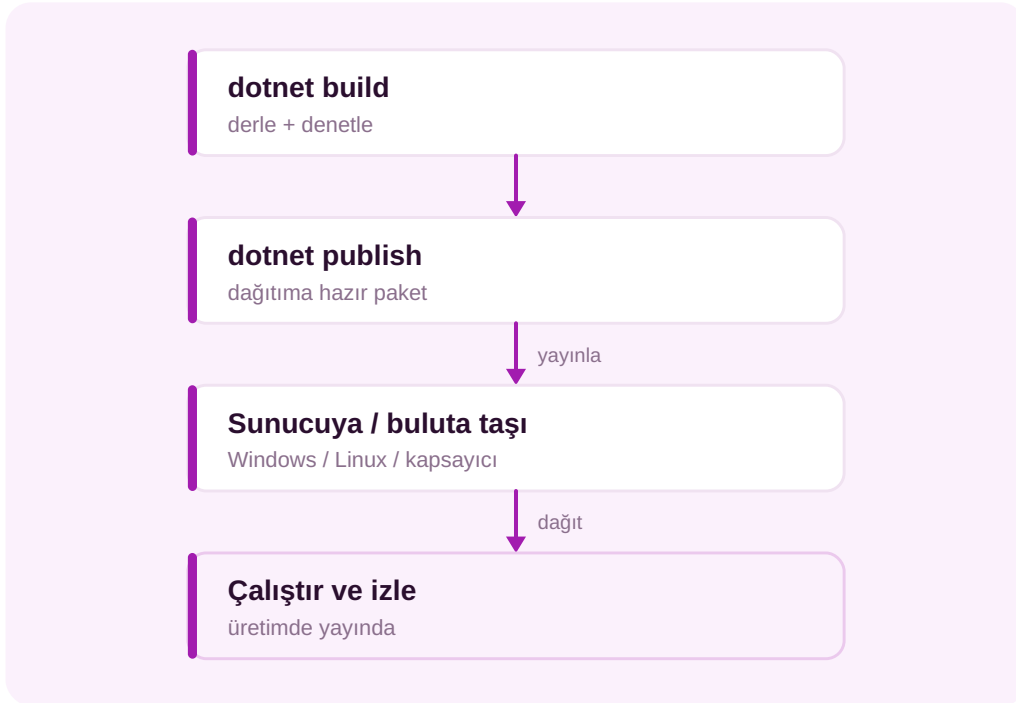 dotnet build
derle + denetle
dotnet publish
dağıtıma hazır paket
yayınla
Sunucuya / buluta taşı
Windows / Linux / kapsayıcı
dağıt
Çalıştır ve izle
üretimde yayında